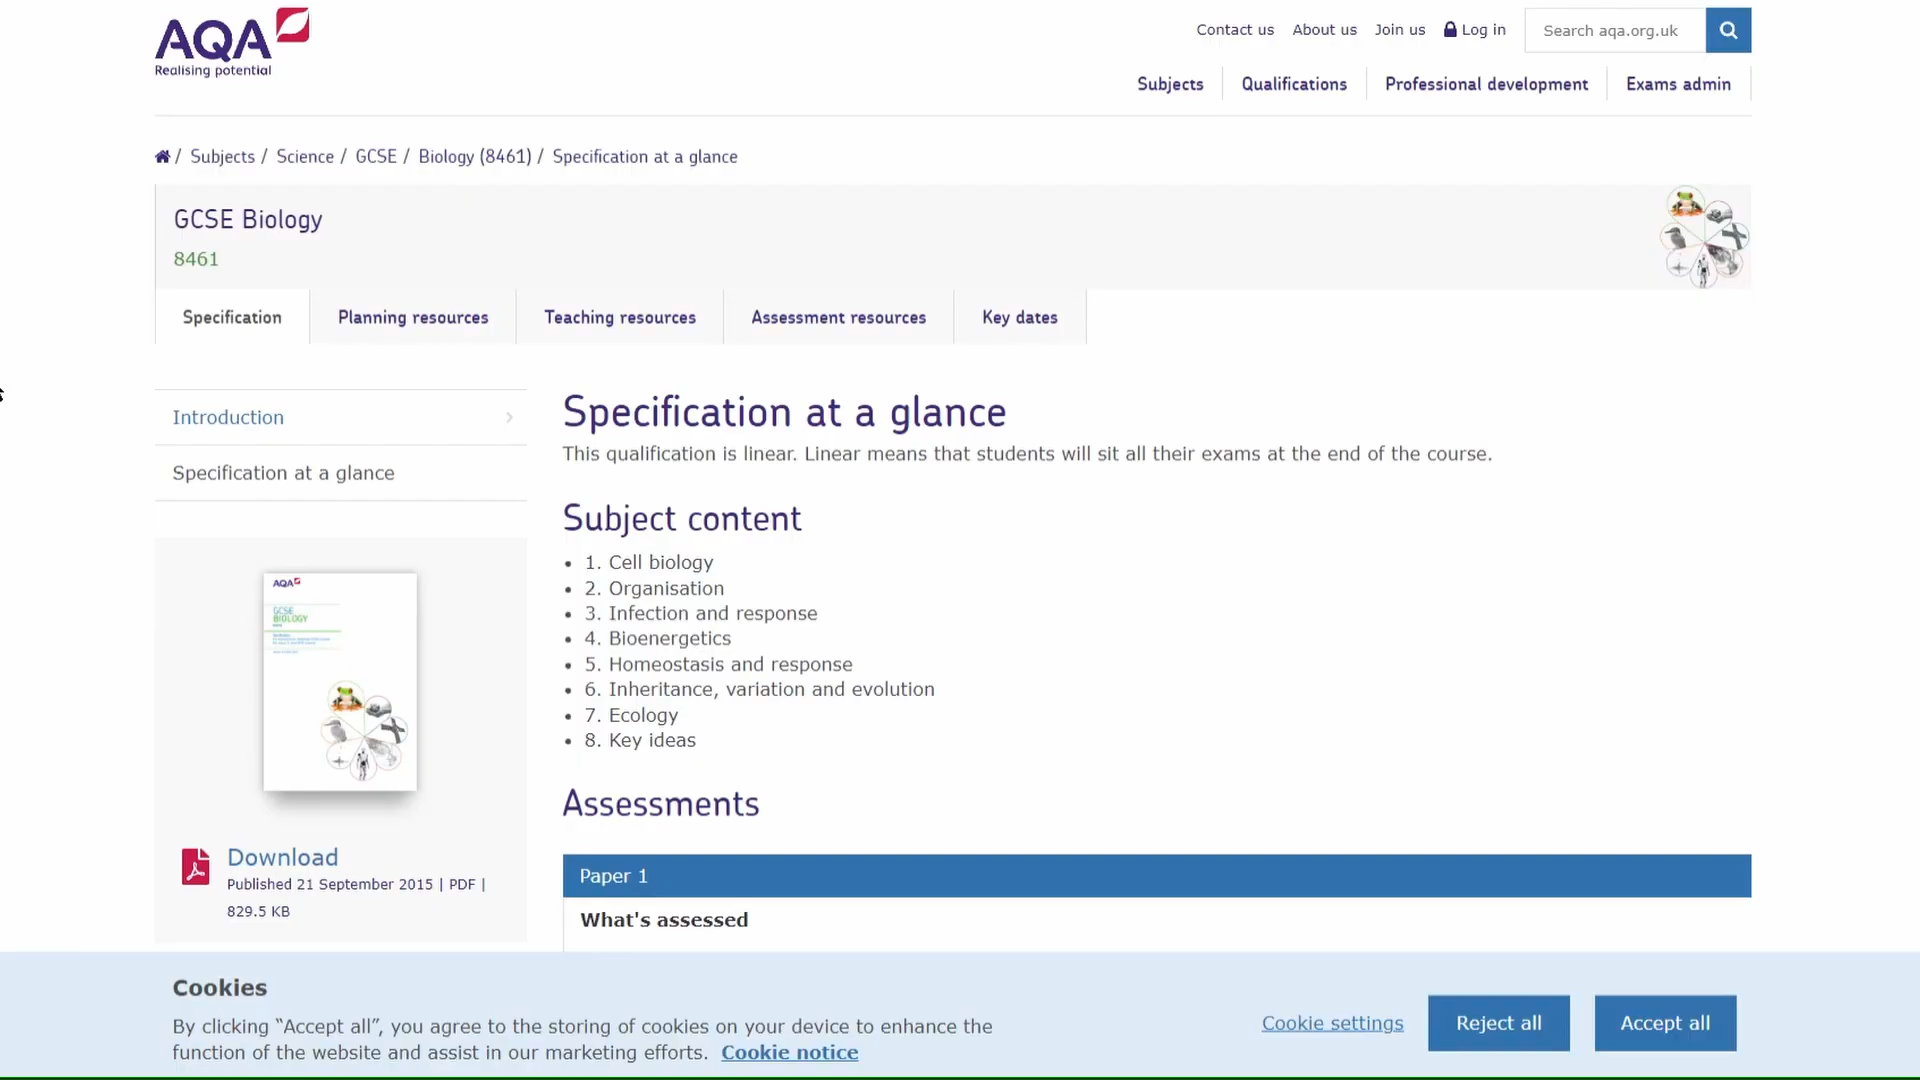 AQA
Realising potential
Contact us About us Join us Log in Search aqa.org.uk
Subjects Qualifications Professional development Exams admin
/ Subjects / Science / GCSE / Biology (8461) / Specification at a glance
GCSE Biology
8461
Specification Planning resources Teaching resources Assessment resources Key dates
Introduction
Specification at a glance
AQA
GCSE
BIOLOGY
Download
Published 21 September 2015 | PDF |
829.5 KB
Specification at a glance
This qualification is linear. Linear means that students will sit all their exams at the end of the course.
Subject content
• 1. Cell biology
• 2. Organisation
• 3. Infection and response
• 4. Bioenergetics
• 5. Homeostasis and response
• 6. Inheritance, variation and evolution
• 7. Ecology
• 8. Key ideas
Assessments
Paper 1
What's assessed
Cookies
By clicking “Accept all”, you agree to the storing of cookies on your device to enhance the
function of the website and assist in our marketing efforts. Cookie notice
Cookie settings Reject all Accept all